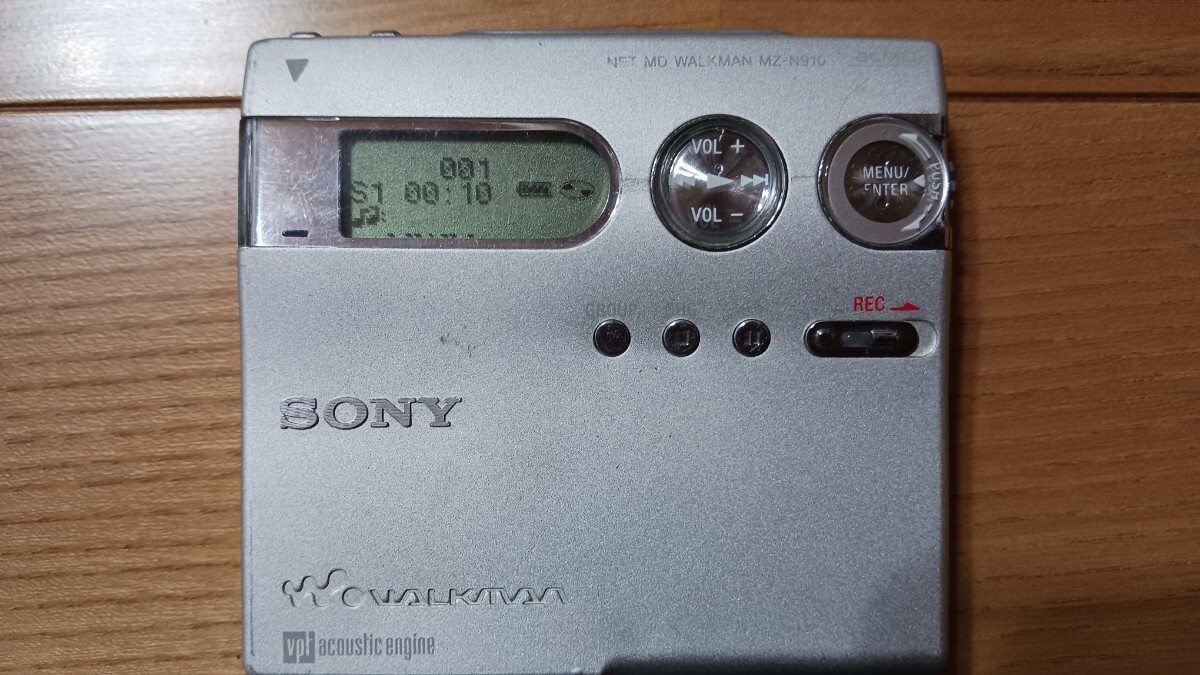 NET MD WALKMAN MZ-N910
001
S1 00:10
VOL +
VOL −
MENU/
ENTER
PUSH
GROUP
REC
SONY
WALKMAN
vpt acoustic engine